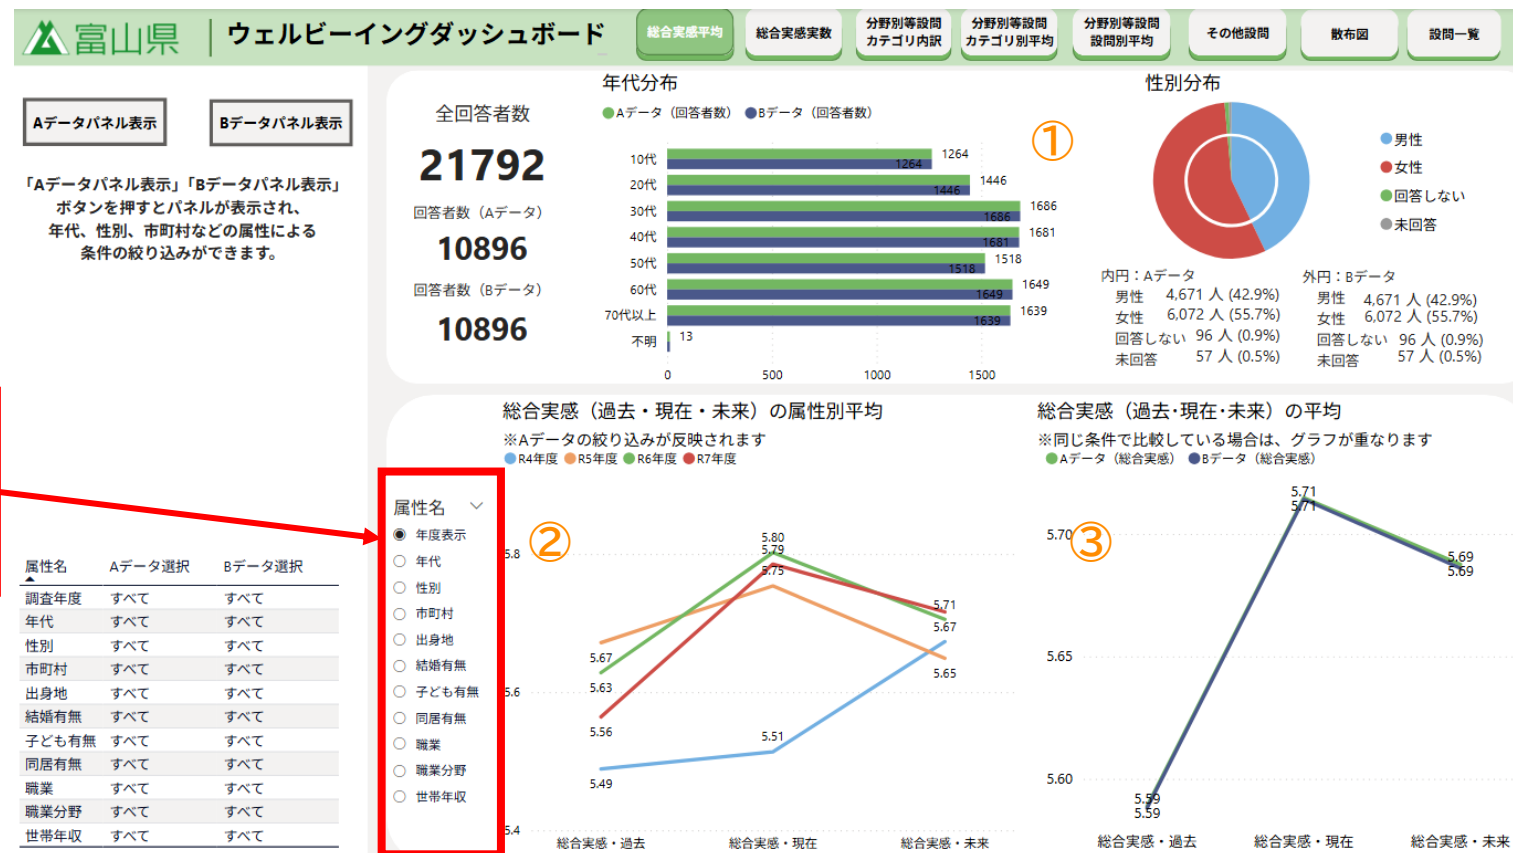 富山県
ウェルビーイングダッシュボード
総合実感平均
総合実感実数
分野別等設問
カテゴリ内訳
分野別等設問
カテゴリ別平均
分野別等設問
設問別平均
その他設問
散布図
設問一覧
Aデータパネル表示
Bデータパネル表示
「Aデータパネル表示」「Bデータパネル表示」
ボタンを押すとパネルが表示され、
年代、性別、市町村などの属性による
条件の絞り込みができます。
属性名 Aデータ選択 Bデータ選択
調査年度 すべて すべて
年代 すべて すべて
性別 すべて すべて
市町村 すべて すべて
出身地 すべて すべて
結婚有無 すべて すべて
子ども有無 すべて すべて
同居有無 すべて すべて
職業 すべて すべて
職業分野 すべて すべて
世帯年収 すべて すべて
全回答者数
21792
回答者数（Aデータ）
10896
回答者数（Bデータ）
10896
年代分布
Aデータ（回答者数） Bデータ（回答者数）
①
10代 1264 1264
20代 1446 1446
30代 1686 1686
40代 1681 1681
50代 1518 1518
60代 1649 1649
70代以上 1639 1639
不明 13
0 500 1000 1500
性別分布
男性
女性
回答しない
未回答
内円：Aデータ
男性 4,671 人 (42.9%)
女性 6,072 人 (55.7%)
回答しない 96 人 (0.9%)
未回答 57 人 (0.5%)
外円：Bデータ
男性 4,671 人 (42.9%)
女性 6,072 人 (55.7%)
回答しない 96 人 (0.9%)
未回答 57 人 (0.5%)
総合実感（過去・現在・未来）の属性別平均
※Aデータの絞り込みが反映されます
R4年度 R5年度 R6年度 R7年度
属性名
年度表示
年代
性別
市町村
出身地
結婚有無
子ども有無
同居有無
職業
職業分野
世帯年収
②
5.8
5.6
5.4
5.80
5.79
5.75
5.71
5.67
5.67
5.65
5.63
5.56
5.51
5.49
総合実感・過去 総合実感・現在 総合実感・未来
総合実感（過去･現在･未来）の平均
※同じ条件で比較している場合は、グラフが重なります
Aデータ（総合実感） Bデータ（総合実感）
③
5.70
5.65
5.60
5.71
5.71
5.69
5.69
5.59
5.59
総合実感・過去 総合実感・現在 総合実感・未来